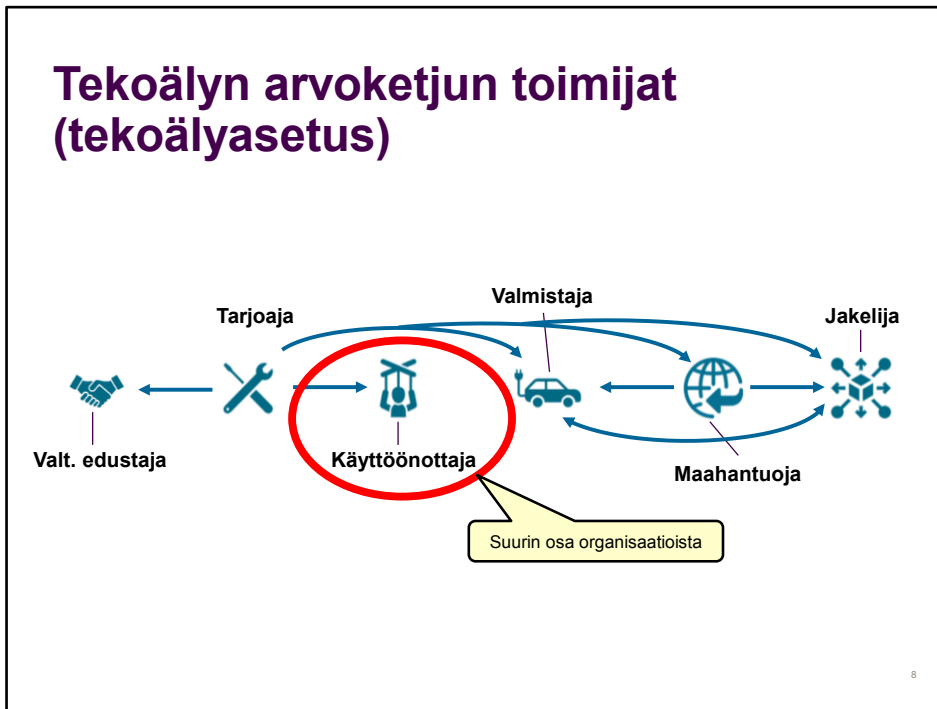 Tekoälyn arvoketjun toimijat
(tekoälyasetus)
Valmistaja
Tarjoaja
Jakelija
Valt. edustaja
Käyttöönottaja
Maahantuoja
Suurin osa organisaatioista
8